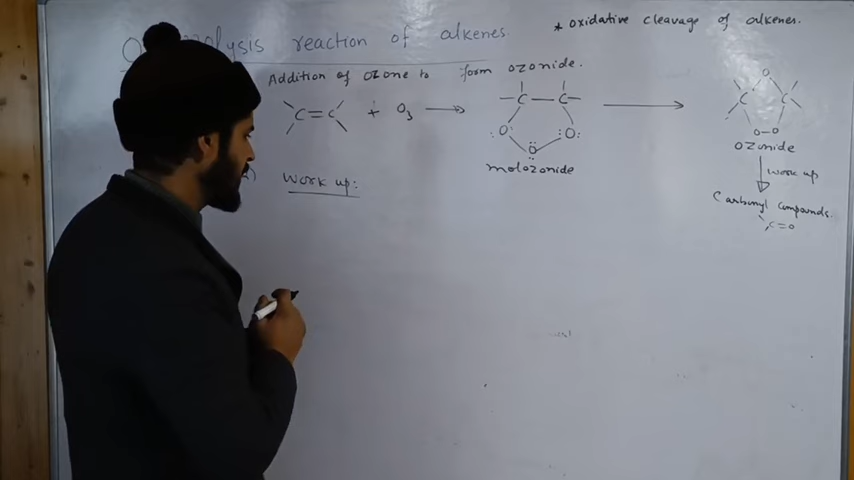 reaction of alkenes
* oxidative cleavage of alkenes.
Addition of ozone to form ozonide.
C=C + O3
C—C
O O
O
molozonide
O
C C
O-O
ozonide
work up
Carbonyl Compounds.
C=O
2) Work up: